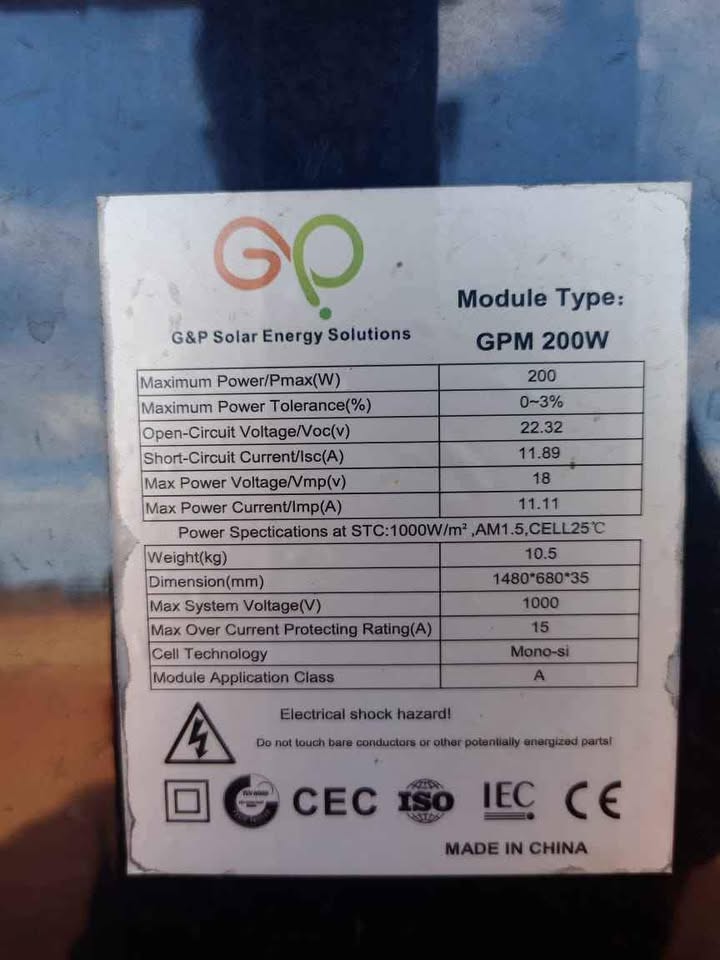 GP
G&P Solar Energy Solutions
Module Type:
GPM 200W
Maximum Power/Pmax(W) 200
Maximum Power Tolerance(%) 0~3%
Open-Circuit Voltage/Voc(v) 22.32
Short-Circuit Current/Isc(A) 11.89
Max Power Voltage/Vmp(v) 18
Max Power Current/Imp(A) 11.11
Power Spectications at STC:1000W/m²,AM1.5,CELL25℃
Weight(kg) 10.5
Dimension(mm) 1480*680*35
Max System Voltage(V) 1000
Max Over Current Protecting Rating(A) 15
Cell Technology Mono-si
Module Application Class A
Electrical shock hazard!
Do not touch bare conductors or other potentially energized parts!
CEC ISO IEC CE
MADE IN CHINA